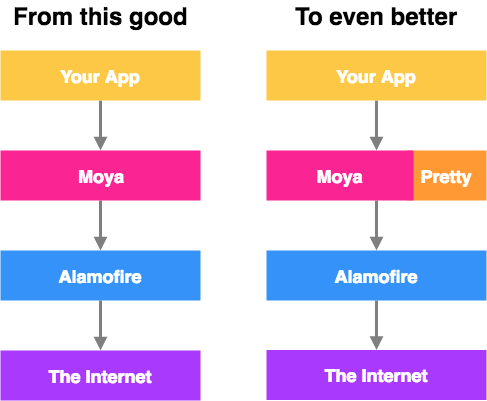 From this good
Your App
Moya
Alamofire
The Internet
To even better
Your App
Moya
Pretty
Alamofire
The Internet